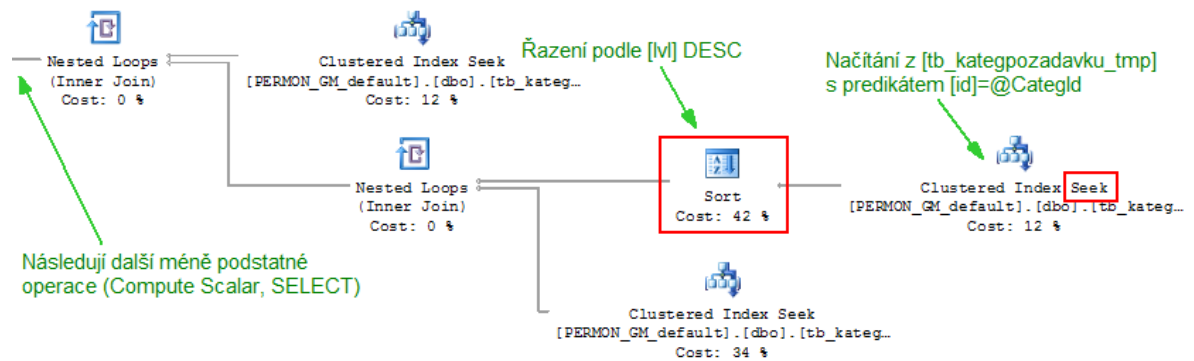 Nested Loops
(Inner Join)
Cost: 0 %
Clustered Index Seek
[PERMON_GM_default].[dbo].[tb_kateg…
Cost: 12 %
Řazení podle [lvl] DESC
Načítání z [tb_kategpozadavku_tmp]
s predikátem [id]=@CategId
Nested Loops
(Inner Join)
Cost: 0 %
Sort
Cost: 42 %
Clustered Index Seek
[PERMON_GM_default].[dbo].[tb_kateg…
Cost: 12 %
Následují další méně podstatné
operace (Compute Scalar, SELECT)
Clustered Index Seek
[PERMON_GM_default].[dbo].[tb_kateg…
Cost: 34 %